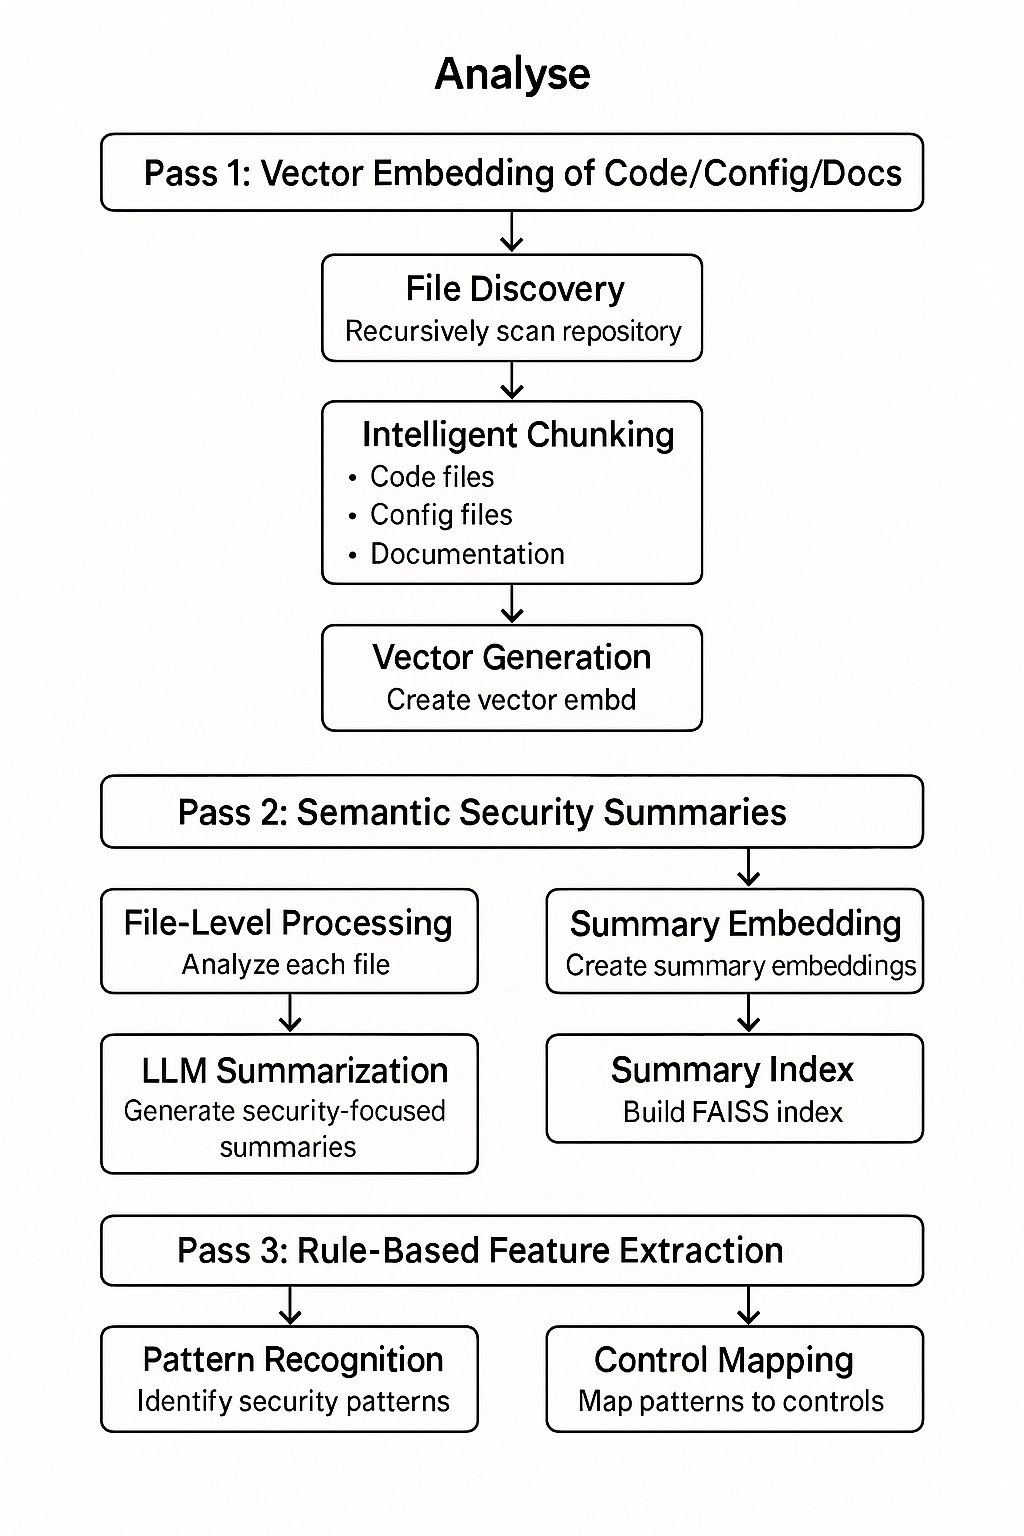 Analyse
Pass 1: Vector Embedding of Code/Config/Docs
File Discovery
Recursively scan repository
Intelligent Chunking
• Code files
• Config files
• Documentation
Vector Generation
Create vector embd
Pass 2: Semantic Security Summaries
File-Level Processing
Analyze each file
LLM Summarization
Generate security-focused
summaries
Summary Embedding
Create summary embeddings
Summary Index
Build FAISS index
Pass 3: Rule-Based Feature Extraction
Pattern Recognition
Identify security patterns
Control Mapping
Map patterns to controls